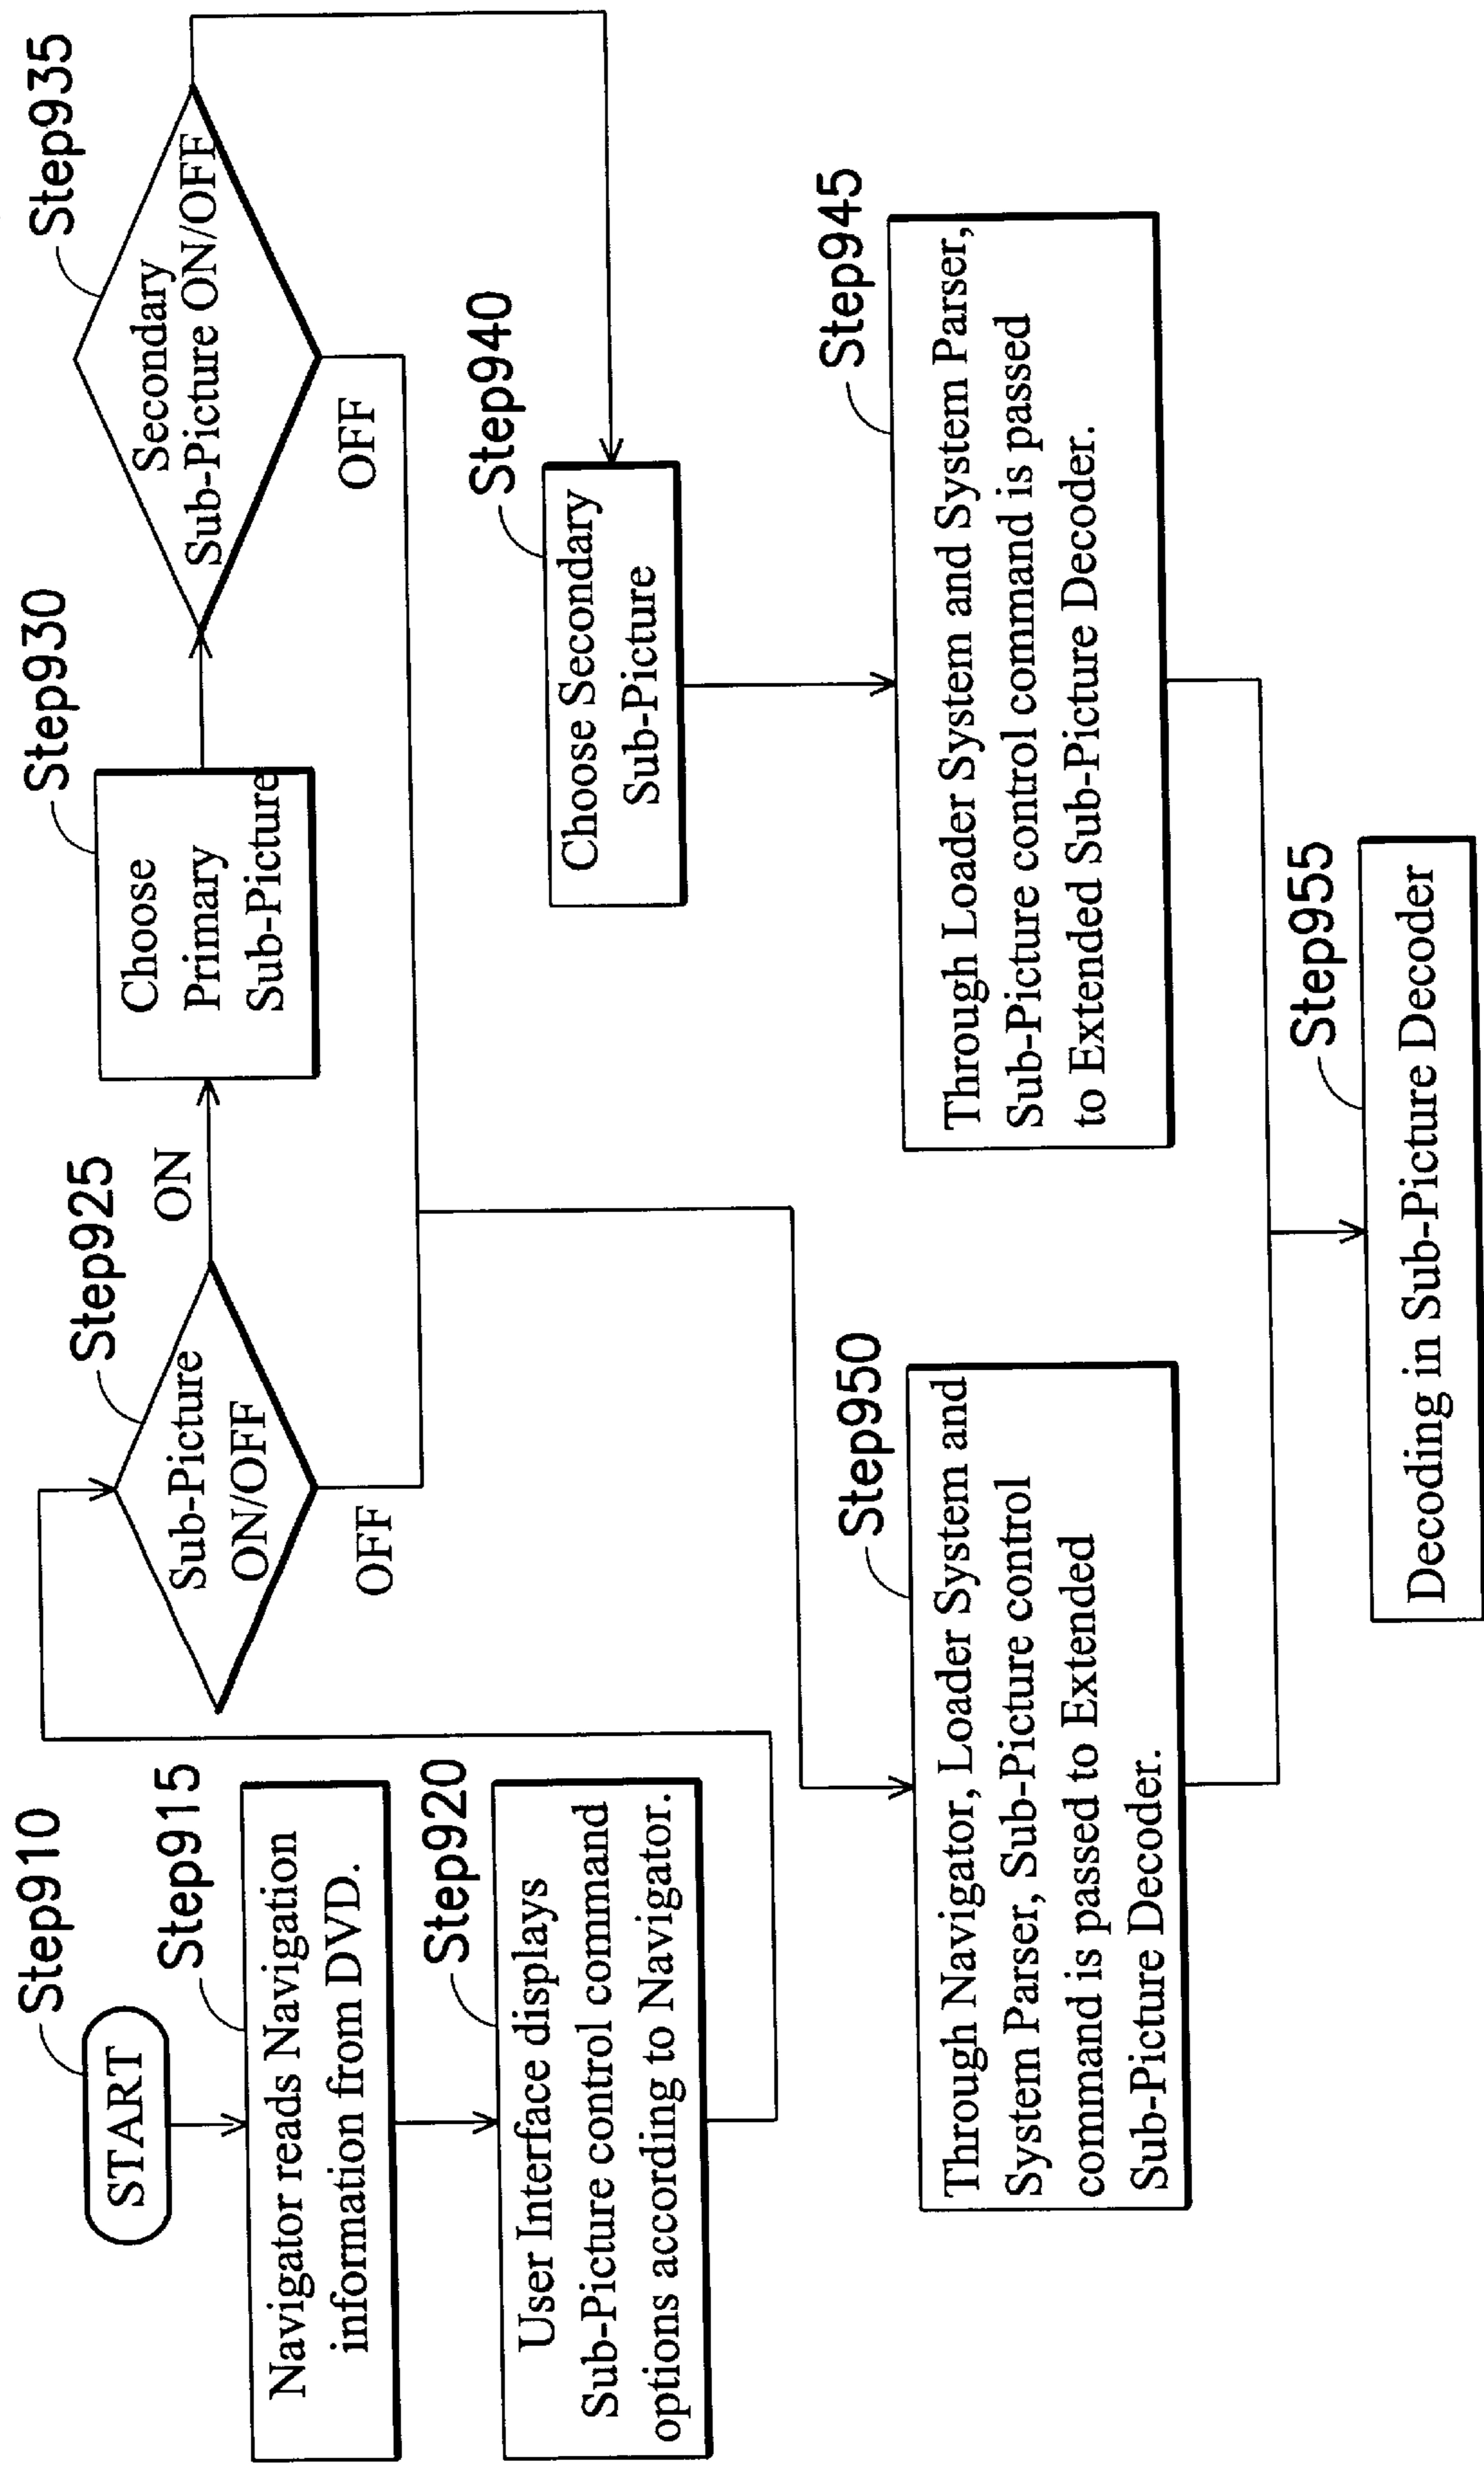 Step910
START
Step915
Navigator reads Navigation
information from DVD.
Step920
User Interface displays
Sub-Picture control command
options according to Navigator.
Step925
Sub-Picture
ON/OFF
ON
OFF
Step930
Choose
Primary
Sub-Picture
Step935
Secondary
Sub-Picture ON/OFF
OFF
Step940
Choose Secondary
Sub-Picture
Step945
Through Loader System and System Parser,
Sub-Picture control command is passed
to Extended Sub-Picture Decoder.
Step950
Through Navigator, Loader System and
System Parser, Sub-Picture control
command is passed to Extended
Sub-Picture Decoder.
Step955
Decoding in Sub-Picture Decoder